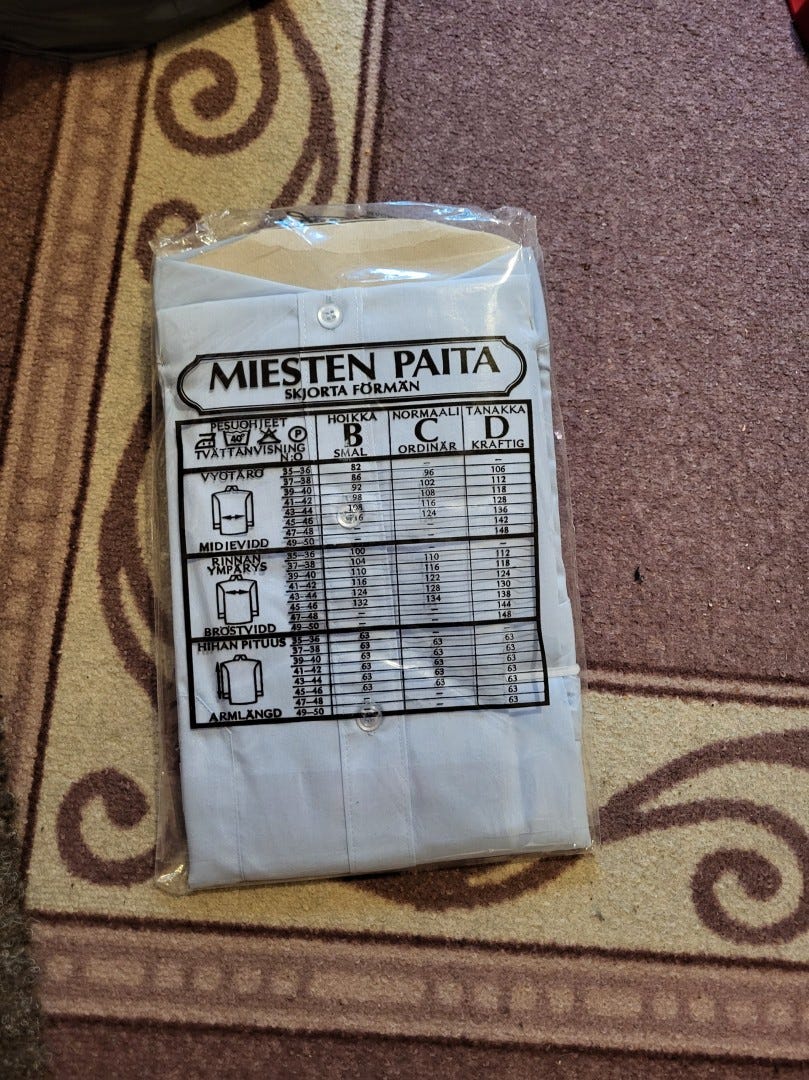 MIESTEN PAITA
SKJORTA FÖR MÄN
PESUOHJEET
40° P
TVÄTTANVISNING
N:O
HOIKKA
B
SMAL
NORMAALI
C
ORDINÄR
TANAKKA
D
KRAFTIG
VYÖTÄRÖ
MIDJEVIDD
35—36 82 – –
37—38 86 96 106
39—40 92 102 112
41—42 98 108 118
43—44 108 116 128
45—46 116 124 136
47—48 – – 142
49—50 – – 148
RINNAN
YMPÄRYS
BRÖSTVIDD
35—36 100 – –
37—38 104 110 112
39—40 110 116 118
41—42 116 122 124
43—44 124 128 130
45—46 132 134 138
47—48 – – 144
49—50 – – 148
HIHAN PITUUS
ARMLÄNGD
35—36 63 – –
37—38 63 63 63
39—40 63 63 63
41—42 63 63 63
43—44 63 63 63
45—46 63 63 63
47—48 – – 63
49—50 – – 63